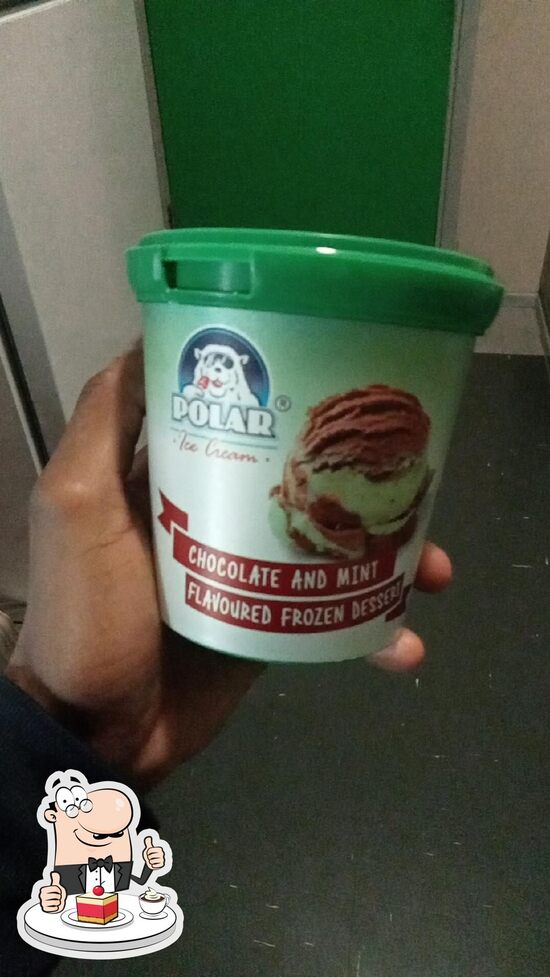 POLAR®
Ice Cream
CHOCOLATE AND MINT
FLAVOURED FROZEN DESSERT